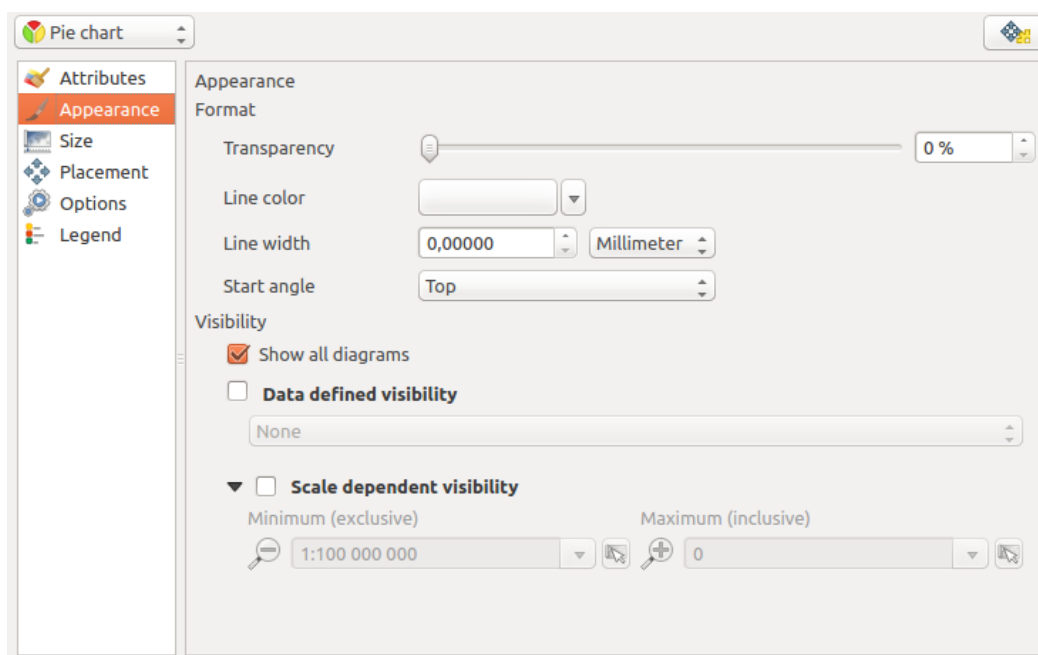 Pie chart
Attributes
Appearance
Size
Placement
Options
Legend
Appearance
Format
Transparency 0 %
Line color
Line width 0,00000 Millimeter
Start angle Top
Visibility
Show all diagrams
Data defined visibility
None
Scale dependent visibility
Minimum (exclusive) Maximum (inclusive)
1:100 000 000 0